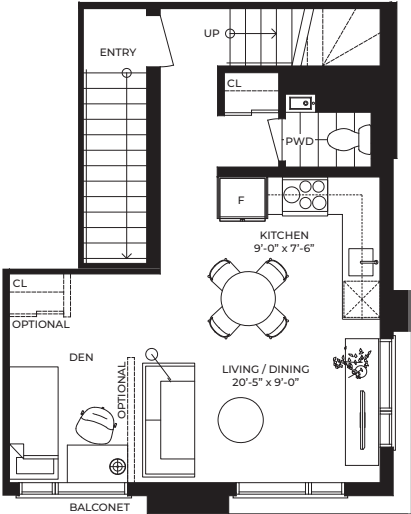 UP
ENTRY
CL
PWD
F
KITCHEN
9'-0" x 7'-6"
CL
OPTIONAL
DEN
OPTIONAL
LIVING / DINING
20'-5" x 9'-0"
BALCONET